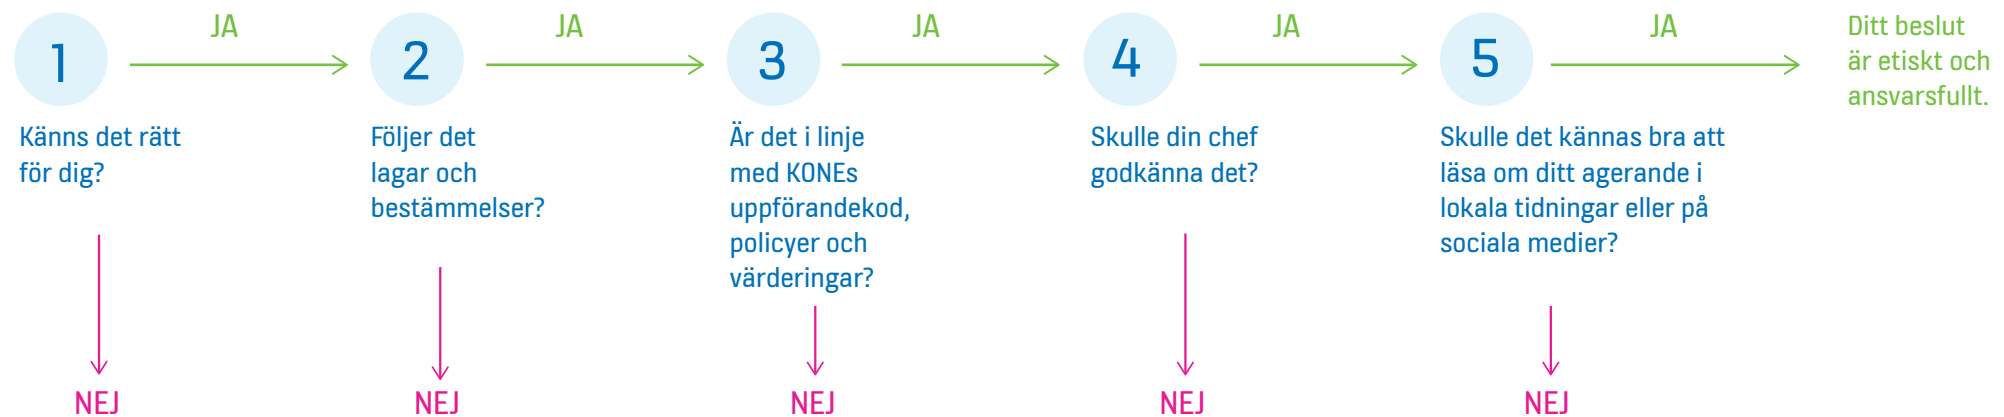 1
JA
2
JA
3
JA
4
JA
5
JA
Ditt beslut
är etiskt och
ansvarsfullt.
Känns det rätt
för dig?
Följer det
lagar och
bestämmelser?
Är det i linje
med KONEs
uppförandekod,
policyer och
värderingar?
Skulle din chef
godkänna det?
Skulle det kännas bra att
läsa om ditt agerande i
lokala tidningar eller på
sociala medier?
NEJ
NEJ
NEJ
NEJ
NEJ